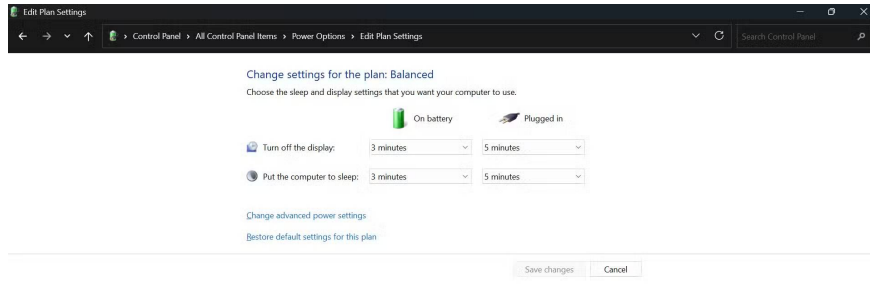 Edit Plan Settings
Control Panel > All Control Panel Items > Power Options > Edit Plan Settings
Search Control Panel
Change settings for the plan: Balanced
Choose the sleep and display settings that you want your computer to use.
On battery Plugged in
Turn off the display: 3 minutes 5 minutes
Put the computer to sleep: 3 minutes 5 minutes
Change advanced power settings
Restore default settings for this plan
Save changes Cancel